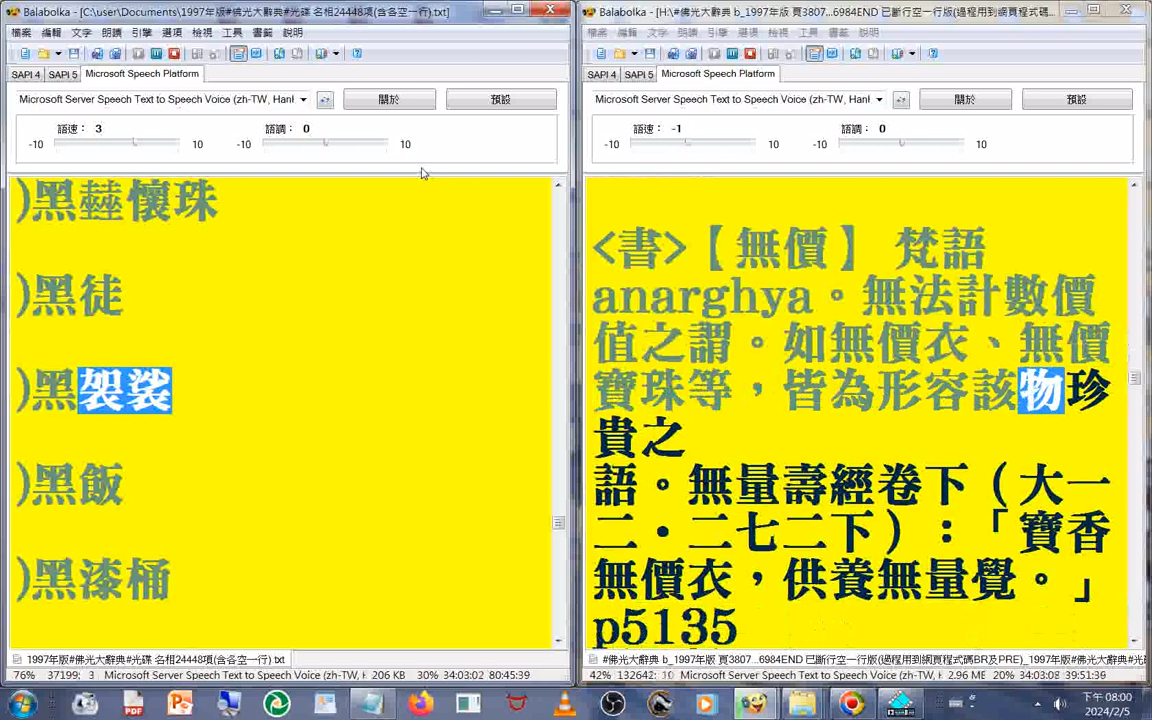 Balabolka - [C:\user\Documents\1997年版#佛光大辭典#光碟 名相24448項(含各空一行).txt]
檔案 編輯 文字 朗讀 引擎 選項 檢視 工具 書籤 說明
SAPI 4 SAPI 5 Microsoft Speech Platform
Microsoft Server Speech Text to Speech Voice (zh-TW, Hanl
關於
預設
語速： 3
語調： 0
-10 10 -10 10
)黑懷珠
)黑徒
)黑袈裟
)黑飯
)黑漆桶
1997年版#佛光大辭典#光碟 名相24448項(含各空一行).txt
76% 37199; 3 Microsoft Server Speech Text to Speech Voice (zh-TW, H 206 KB 30% 34:03:02 80:45:39
Balabolka - [H:\#佛光大辭典 b_1997年版 頁3807...6984END 已斷行空一行版(過程用到網頁程式碼...
檔案 編輯 文字 朗讀 引擎 選項 檢視 工具 書籤 說明
SAPI 4 SAPI 5 Microsoft Speech Platform
Microsoft Server Speech Text to Speech Voice (zh-TW, Hanl
關於
預設
語速： -1
語調： 0
-10 10 -10 10
<書>【無價】 梵語
anarghya。無法計數價
值之謂。如無價衣、無價
寶珠等，皆為形容該物珍
貴之
語。無量壽經卷下（大一
二‧二七二下）：「寶香
無價衣，供養無量覺。」
p5135
#佛光大辭典 b_1997年版 頁3807...6984END 已斷行空一行版(過程用到網頁程式碼BR及PRE)_1997年版#光
42% 132642; Microsoft Server Speech Text to Speech Voice (zh-TW, H 2.96 ME 20% 34:03:08 39:51:39
下午 08:00
2024/2/5